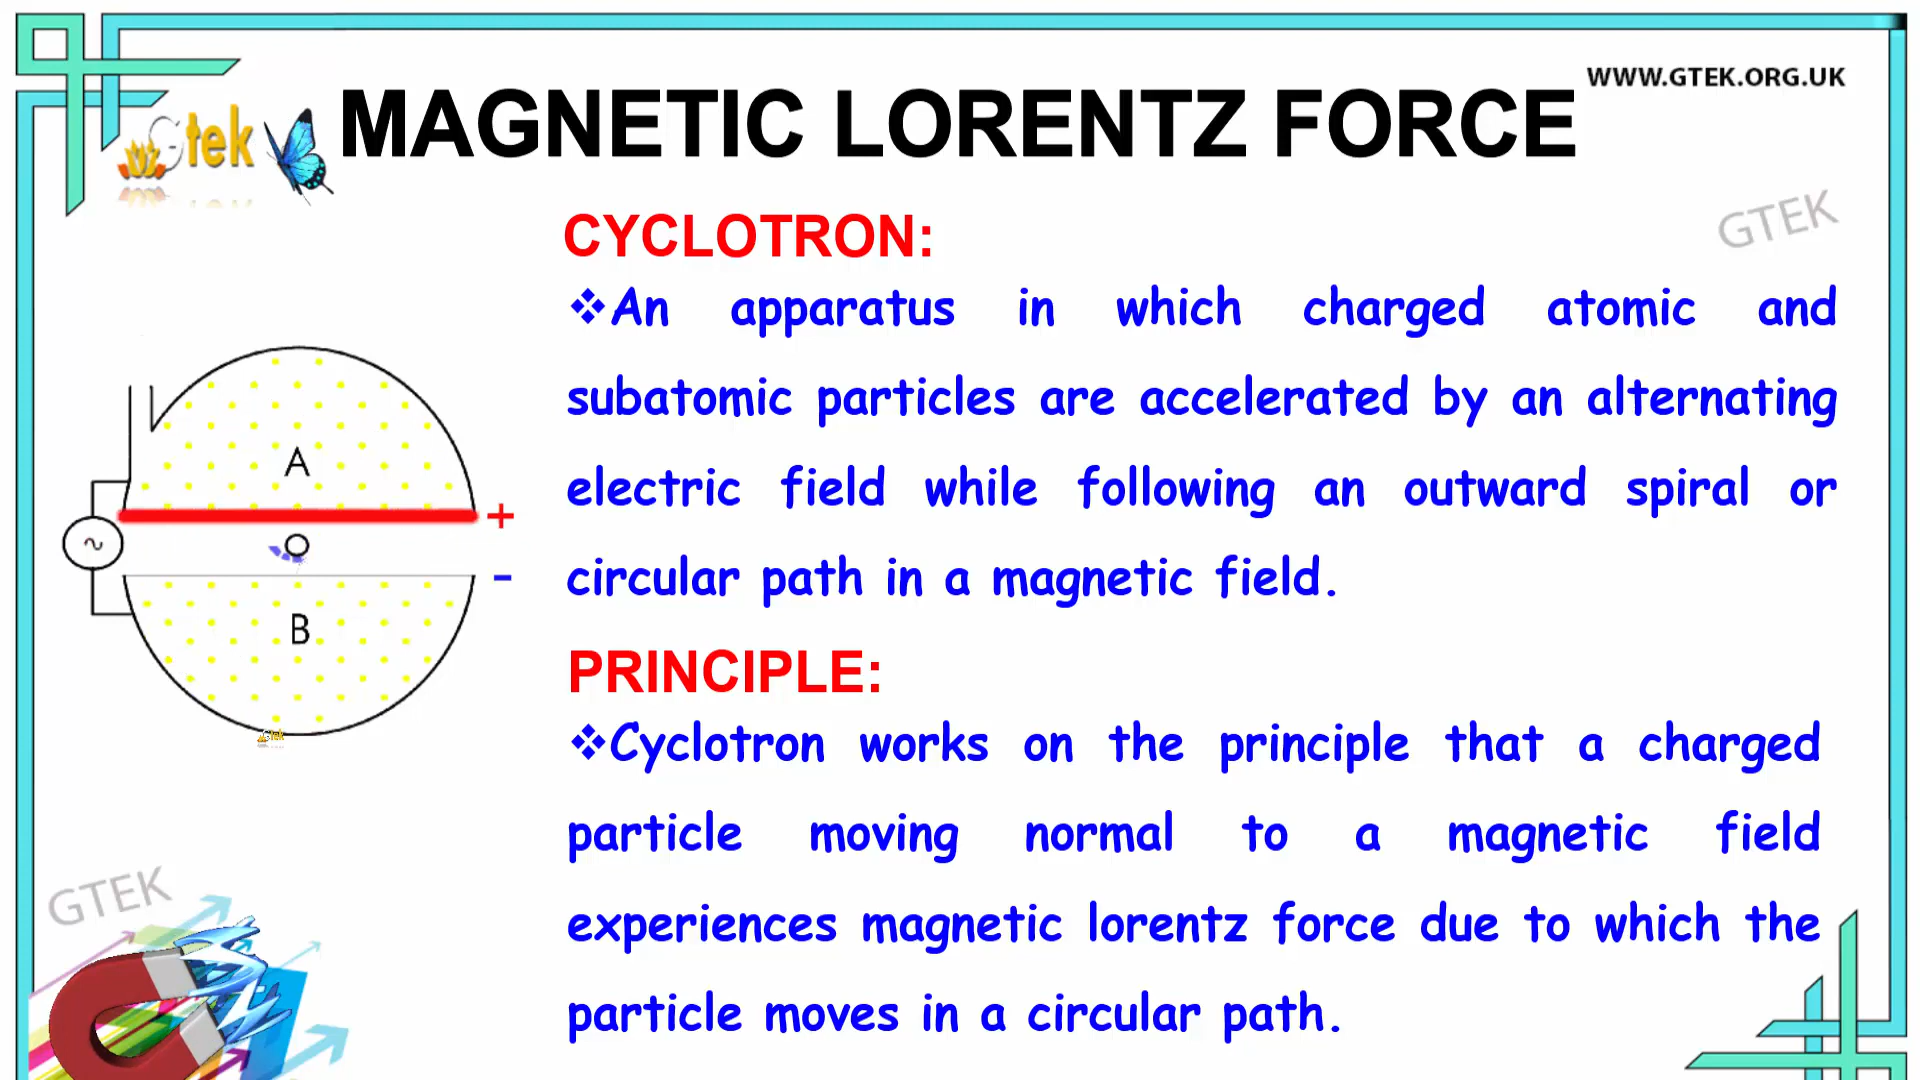 WWW.GTEK.ORG.UK
Gtek
MAGNETIC LORENTZ FORCE
GTEK
CYCLOTRON:
❖An apparatus in which charged atomic and
subatomic particles are accelerated by an alternating
electric field while following an outward spiral or
circular path in a magnetic field.
A
+
~
O
-
B
Gtek
PRINCIPLE:
❖Cyclotron works on the principle that a charged
particle moving normal to a magnetic field
experiences magnetic lorentz force due to which the
particle moves in a circular path.
GTEK